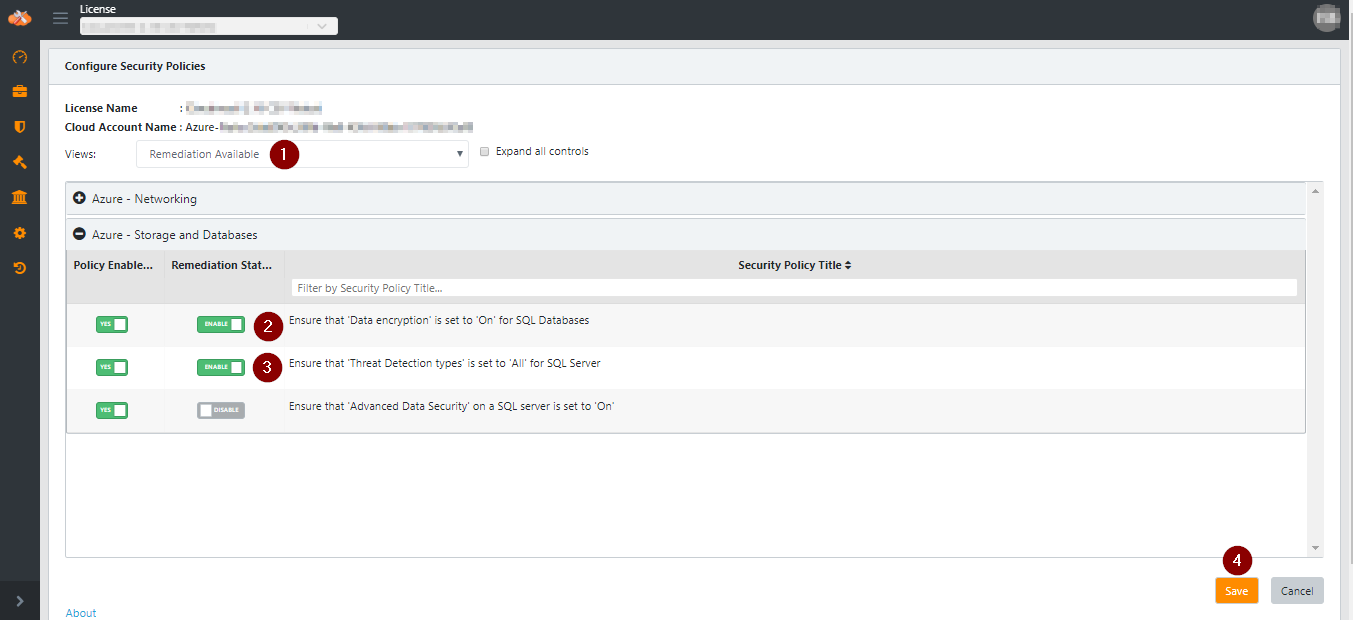 License
Configure Security Policies
License Name :
Cloud Account Name : Azure-
Views: Remediation Available 1 Expand all controls
Azure - Networking
Azure - Storage and Databases
Policy Enable... Remediation Stat... Security Policy Title
Filter by Security Policy Title...
YES ENABLE 2 Ensure that 'Data encryption' is set to 'On' for SQL Databases
YES ENABLE 3 Ensure that 'Threat Detection types' is set to 'All' for SQL Server
YES DISABLE Ensure that 'Advanced Data Security' on a SQL server is set to 'On'
4
Save Cancel
About